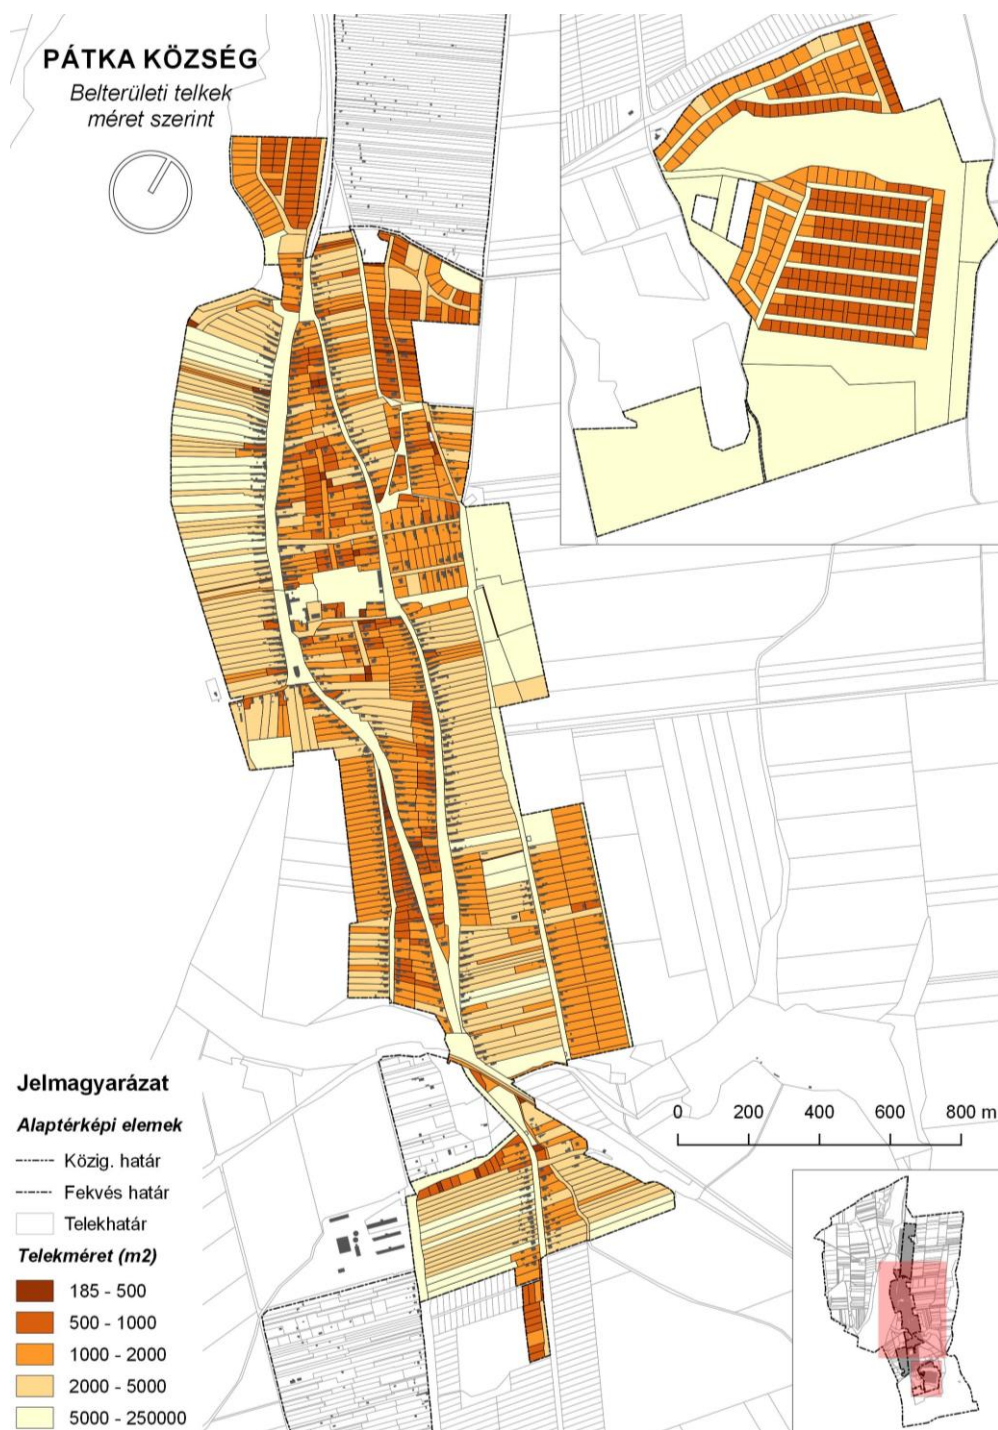 PÁTKA KÖZSÉG
Belterületi telkek
méret szerint
Jelmagyarázat
Alaptérképi elemek
Közig. határ
Fekvés határ
Telekhatár
Telekméret (m2)
185 - 500
500 - 1000
1000 - 2000
2000 - 5000
5000 - 250000
0 200 400 600 800 m